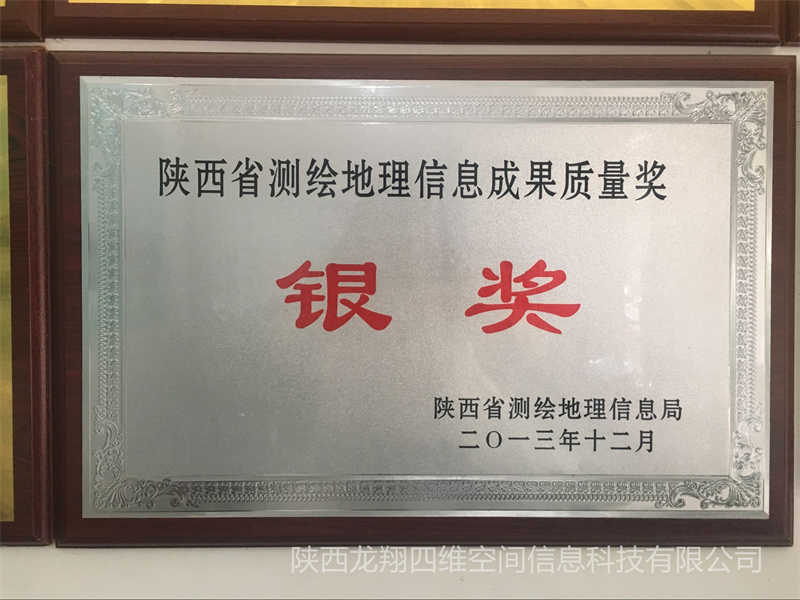 陕西省测绘地理信息成果质量奖
银 奖
陕西省测绘地理信息局
二〇一三年十二月
陕西龙翔四维空间信息科技有限公司